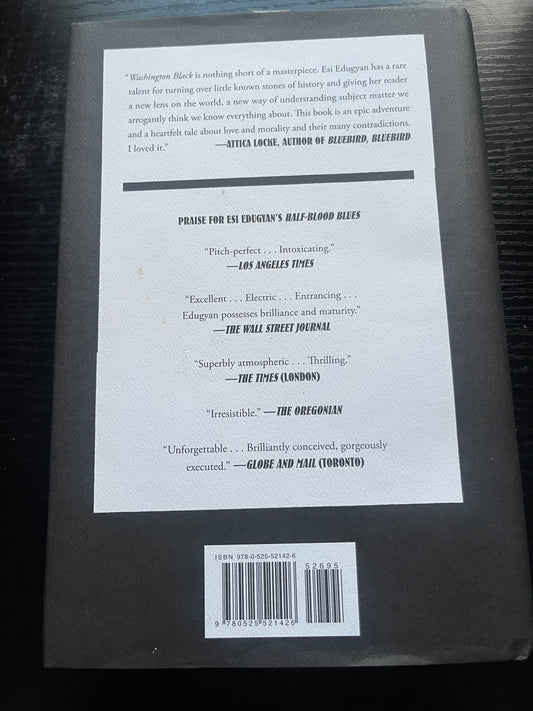 “Washington Black is nothing short of a masterpiece. Esi Edugyan has a rare
talent for turning over little known stones of history and giving her reader
a new lens on the world, a new way of understanding subject matter we
arrogantly think we know everything about. This book is an epic adventure
and a heartfelt tale about love and morality and their many contradictions.
I loved it.” —ATTICA LOCKE, AUTHOR OF BLUEBIRD, BLUEBIRD
PRAISE FOR ESI EDUGYAN’S HALF-BLOOD BLUES
“Pitch-perfect . . . Intoxicating.”
—LOS ANGELES TIMES
“Excellent . . . Electric . . . Entrancing . . .
Edugyan possesses brilliance and maturity.”
—THE WALL STREET JOURNAL
“Superbly atmospheric . . . Thrilling.”
—THE TIMES (LONDON)
“Irresistible.” —THE OREGONIAN
“Unforgettable . . . Brilliantly conceived, gorgeously
executed.” —GLOBE AND MAIL (TORONTO)
ISBN 978-0-525-52142-6
52695
9 780525 521426